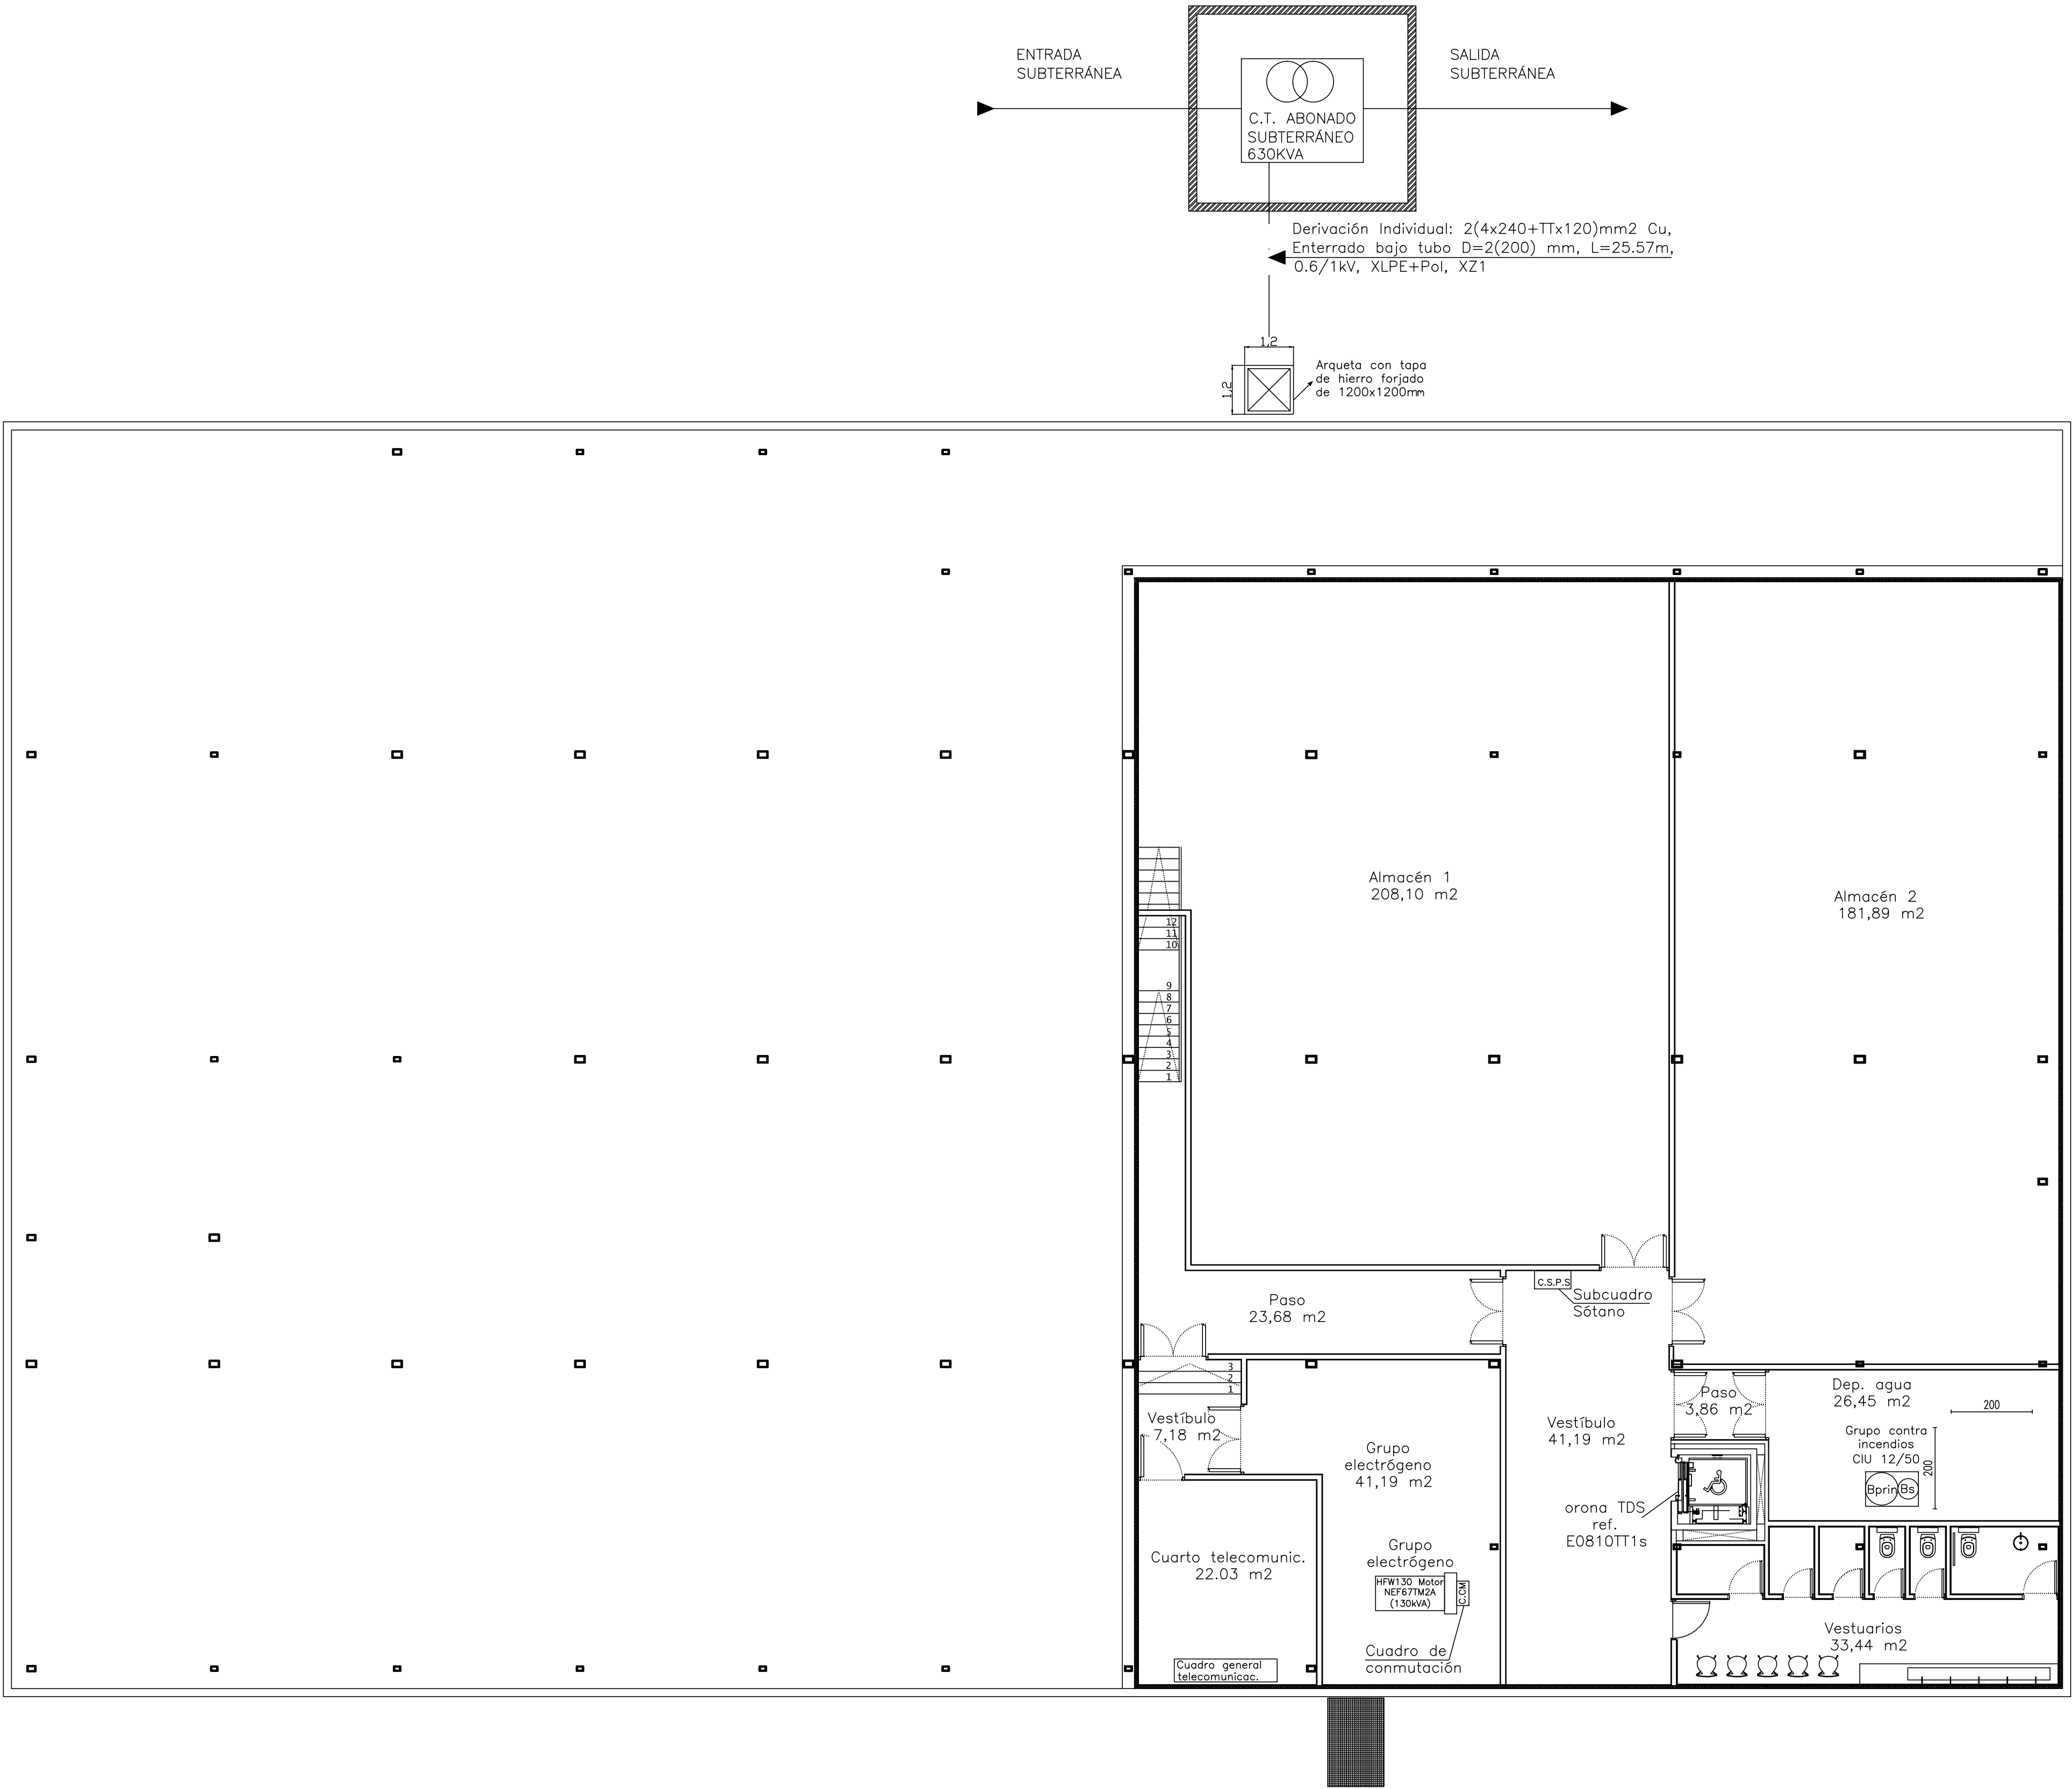 ENTRADA
SUBTERRÁNEA
SALIDA
SUBTERRÁNEA
C.T. ABONADO
SUBTERRÁNEO
630KVA
Derivación Individual: 2(4x240+TTx120)mm2 Cu,
Enterrado bajo tubo D=2(200) mm, L=25.57m,
0.6/1kV, XLPE+Pol, XZ1
1,2
1,2
Arqueta con tapa
de hierro forjado
de 1200x1200mm
Almacén 1
208,10 m2
Almacén 2
181,89 m2
12
11
10
9
8
7
6
5
4
3
2
1
C.S.P.S
Subcuadro
Sótano
Paso
23,68 m2
3
2
1
Vestíbulo
7,18 m2
Grupo
electrógeno
41,19 m2
Vestíbulo
41,19 m2
Paso
3,86 m2
Dep. agua
26,45 m2
200
Grupo contra
incendios
CIU 12/50
200
Bprin
Bs
orona TDS
ref.
E0810TT1s
Cuarto telecomunic.
22.03 m2
Grupo
electrógeno
HFW130 Motor
NEF67TM2A
(130kVA)
C.CM
Cuadro de
conmutación
Cuadro general
telecomunicac.
Vestuarios
33,44 m2